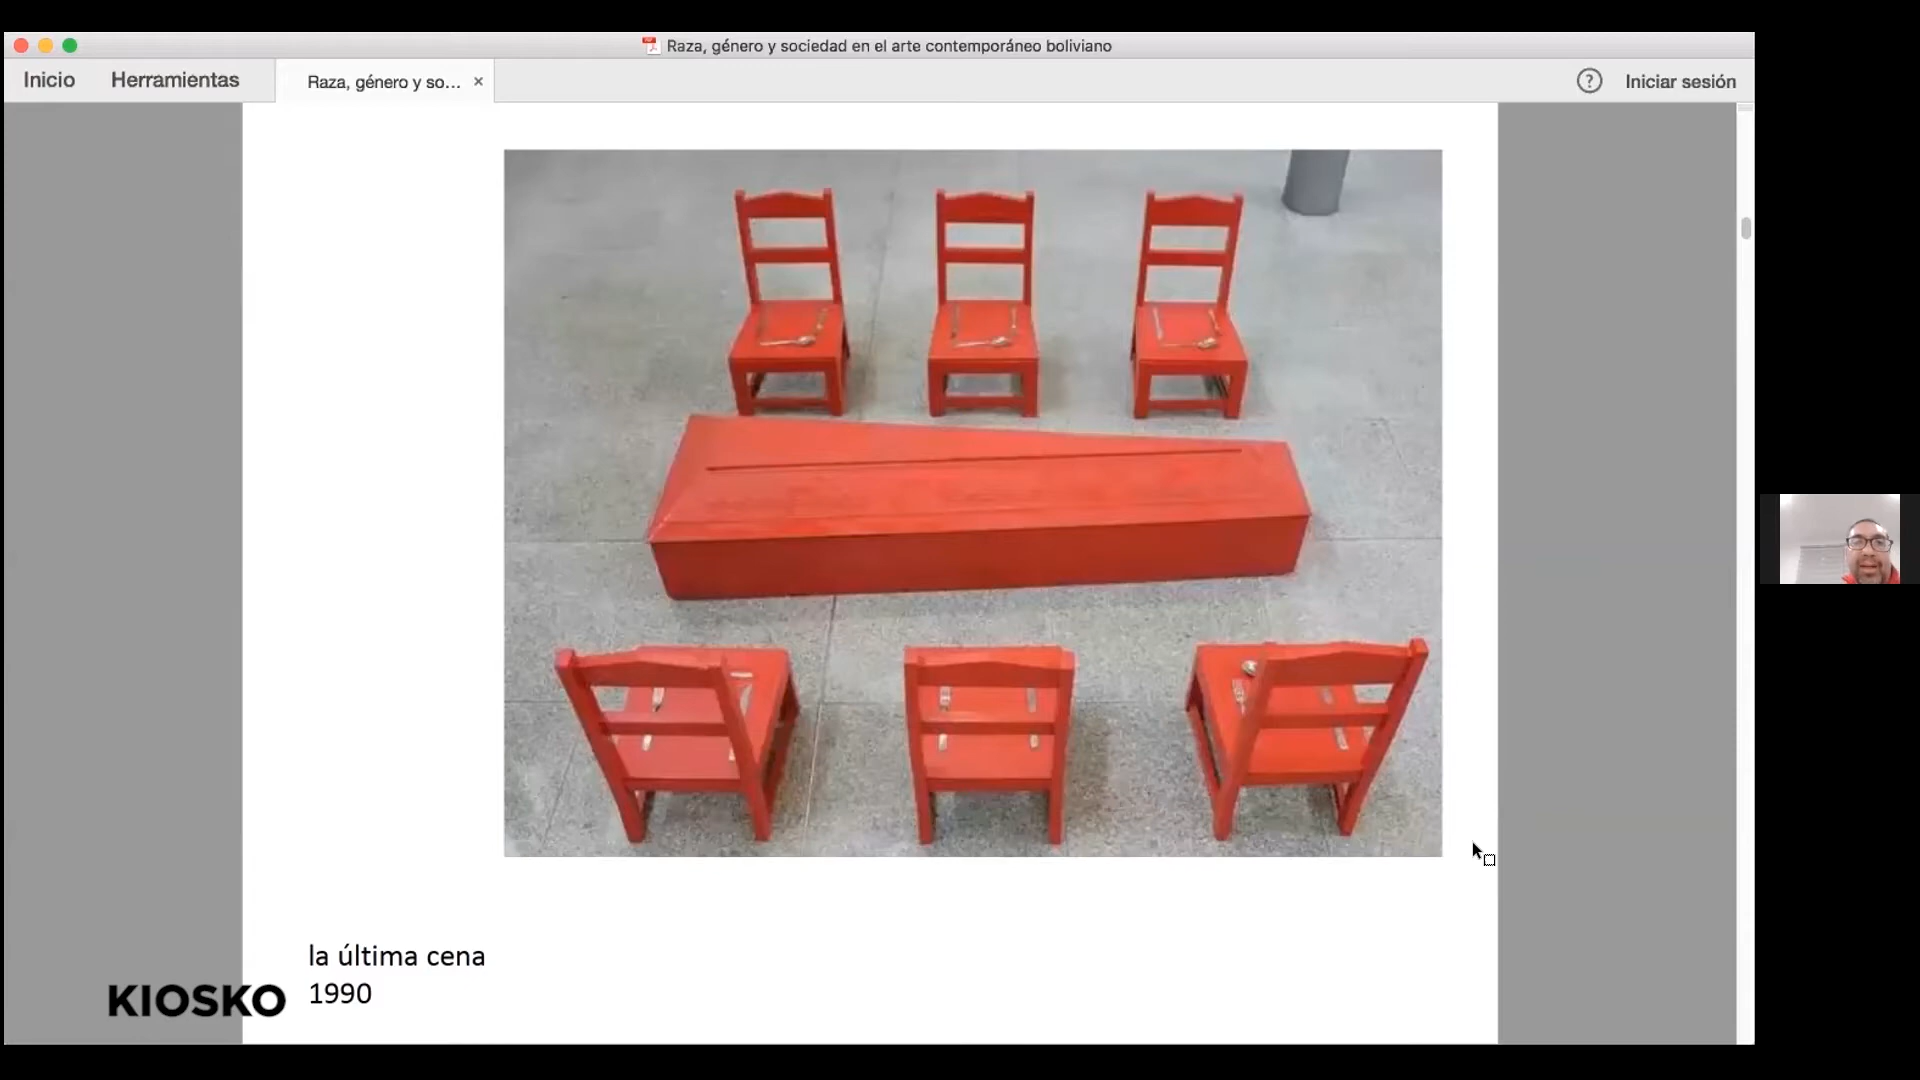 Raza, género y sociedad en el arte contemporáneo boliviano
Inicio
Herramientas
Raza, género y so...
Iniciar sesión
la última cena
1990
KIOSKO